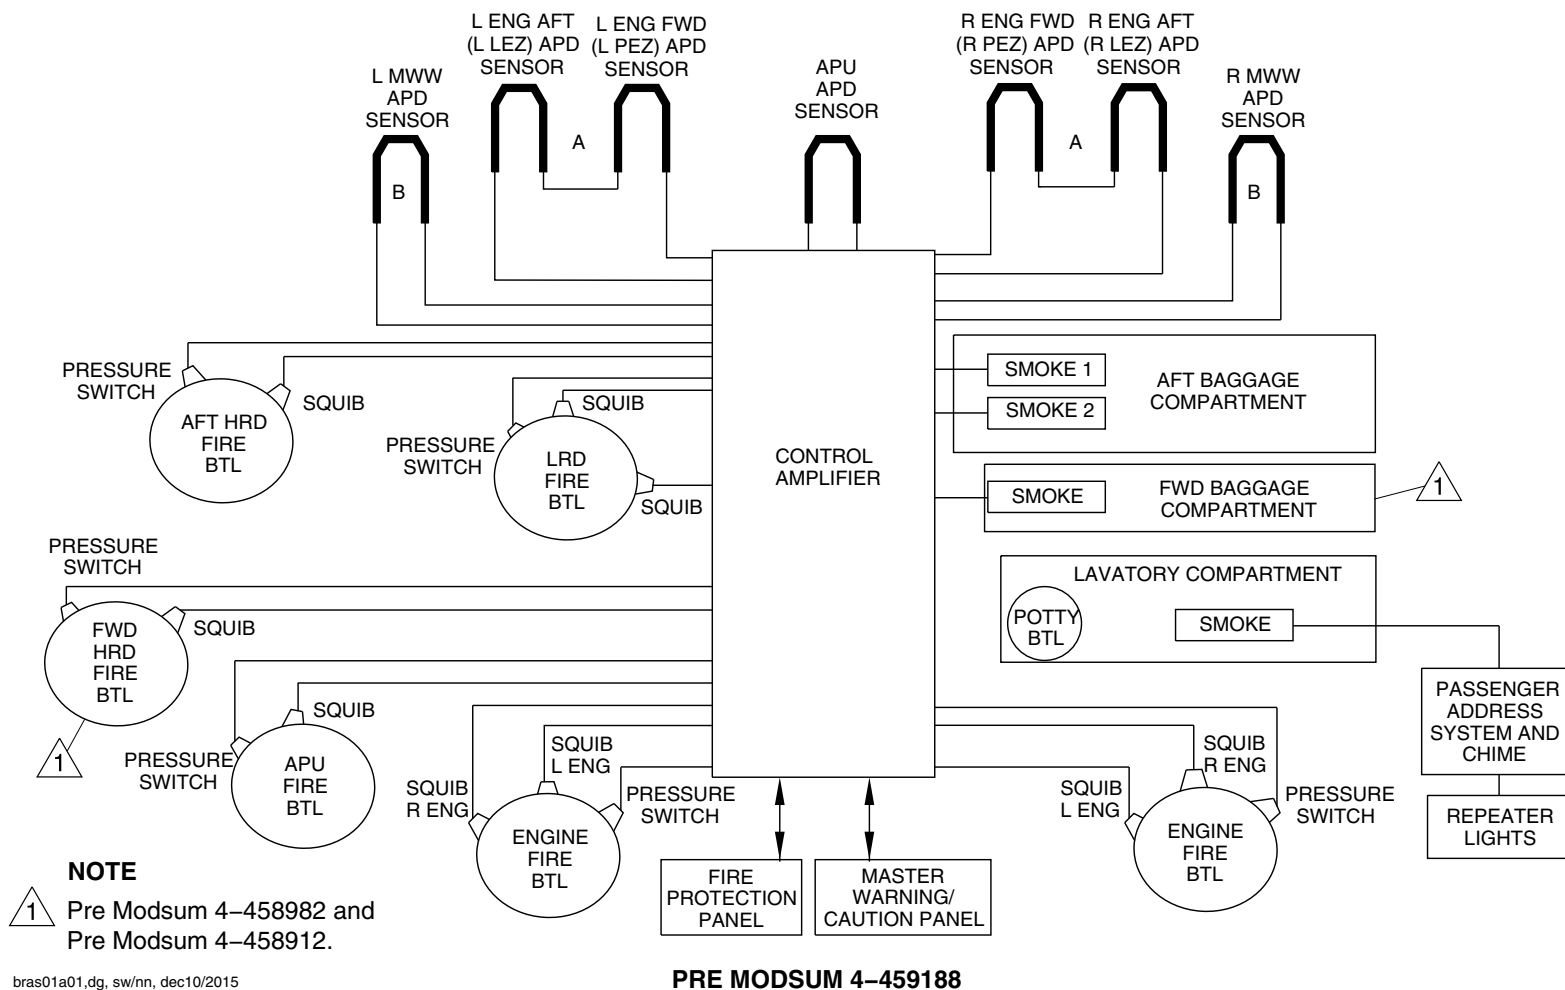 L ENG AFT
(L LEZ) APD
SENSOR
L ENG FWD
(L PEZ) APD
SENSOR
R ENG FWD
(R PEZ) APD
SENSOR
R ENG AFT
(R LEZ) APD
SENSOR
L MWW
APD
SENSOR
APU
APD
SENSOR
R MWW
APD
SENSOR
A
A
B
B
PRESSURE
SWITCH
SQUIB
AFT HRD
FIRE
BTL
SQUIB
PRESSURE
SWITCH
LRD
FIRE
BTL
SQUIB
CONTROL
AMPLIFIER
SMOKE 1
SMOKE 2
AFT BAGGAGE
COMPARTMENT
SMOKE
FWD BAGGAGE
COMPARTMENT
1
PRESSURE
SWITCH
SQUIB
FWD
HRD
FIRE
BTL
1
LAVATORY COMPARTMENT
POTTY
BTL
SMOKE
PASSENGER
ADDRESS
SYSTEM AND
CHIME
REPEATER
LIGHTS
SQUIB
PRESSURE
SWITCH
APU
FIRE
BTL
SQUIB
R ENG
SQUIB
L ENG
PRESSURE
SWITCH
ENGINE
FIRE
BTL
SQUIB
L ENG
SQUIB
R ENG
PRESSURE
SWITCH
ENGINE
FIRE
BTL
FIRE
PROTECTION
PANEL
MASTER
WARNING/
CAUTION PANEL
NOTE
1 Pre Modsum 4–458982 and
Pre Modsum 4–458912.
bras01a01,dg, sw/nn, dec10/2015
PRE MODSUM 4–459188